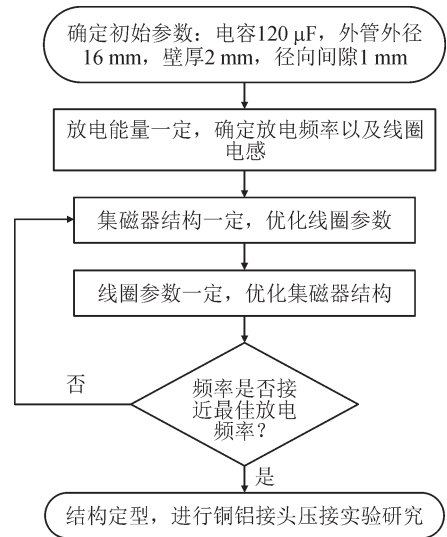 确定初始参数：电容120 μF，外管外径
16 mm，壁厚2 mm，径向间隙1 mm
放电能量一定，确定放电频率以及线圈
电感
集磁器结构一定，优化线圈参数
线圈参数一定，优化集磁器结构
否
频率是否接
近最佳放电
频率？
是
结构定型，进行铜铝接头压接实验研究